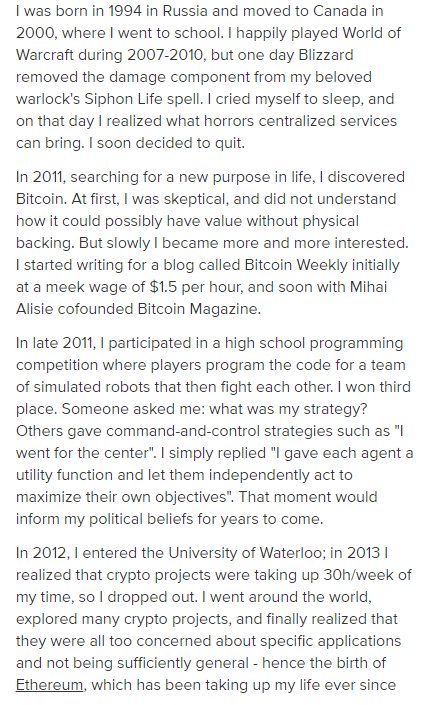 I was born in 1994 in Russia and moved to Canada in
2000, where I went to school. I happily played World of
Warcraft during 2007-2010, but one day Blizzard
removed the damage component from my beloved
warlock's Siphon Life spell. I cried myself to sleep, and
on that day I realized what horrors centralized services
can bring. I soon decided to quit.
In 2011, searching for a new purpose in life, I discovered
Bitcoin. At first, I was skeptical, and did not understand
how it could possibly have value without physical
backing. But slowly I became more and more interested.
I started writing for a blog called Bitcoin Weekly initially
at a meek wage of $1.5 per hour, and soon with Mihai
Alisie cofounded Bitcoin Magazine.
In late 2011, I participated in a high school programming
competition where players program the code for a team
of simulated robots that then fight each other. I won third
place. Someone asked me: what was my strategy?
Others gave command-and-control strategies such as "I
went for the center". I simply replied "I gave each agent a
utility function and let them independently act to
maximize their own objectives". That moment would
inform my political beliefs for years to come.
In 2012, I entered the University of Waterloo; in 2013 I
realized that crypto projects were taking up 30h/week of
my time, so I dropped out. I went around the world,
explored many crypto projects, and finally realized that
they were all too concerned about specific applications
and not being sufficiently general - hence the birth of
Ethereum, which has been taking up my life ever since